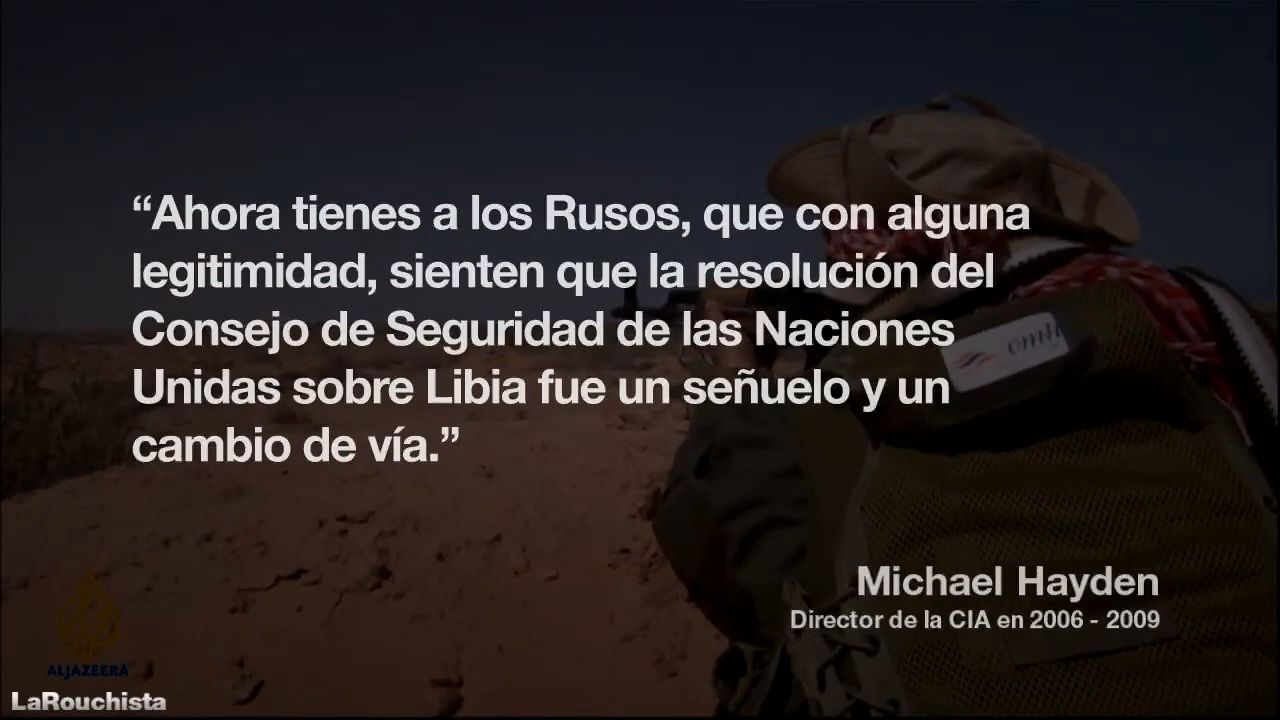 “Ahora tienes a los Rusos, que con alguna
legitimidad, sienten que la resolución del
Consejo de Seguridad de las Naciones
Unidas sobre Libia fue un señuelo y un
cambio de vía.”
Michael Hayden
Director de la CIA en 2006 - 2009
ALJAZEERA
LaRouchista